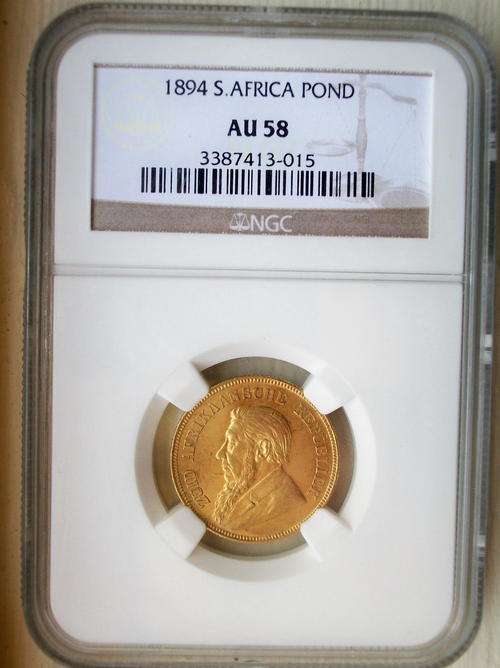 1894 S.AFRICA POND
AU 58
3387413-015
NGC
ZUID AFRIKAANSCHE REPUBLIEK